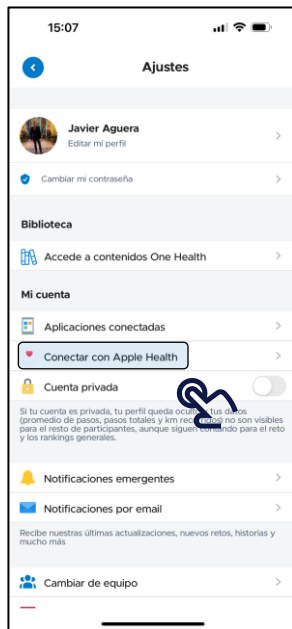 15:07
Ajustes
Javier Aguera
Editar mi perfil
Cambiar mi contraseña
Biblioteca
Accede a contenidos One Health
Mi cuenta
Aplicaciones conectadas
Conectar con Apple Health
Cuenta privada
Si tu cuenta es privada, tu perfil queda tus datos
(promedio de pasos, pasos totales y km no son visibles
para el resto de participantes, aunque siguen para el reto
y los rankings generales.
Notificaciones emergentes
Notificaciones por email
Recibe nuestras últimas actualizaciones, nuevos retos, historias y
mucho más
Cambiar de equipo